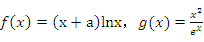 f(x) = (x + a)lnx，g(x) = x²/eˣ